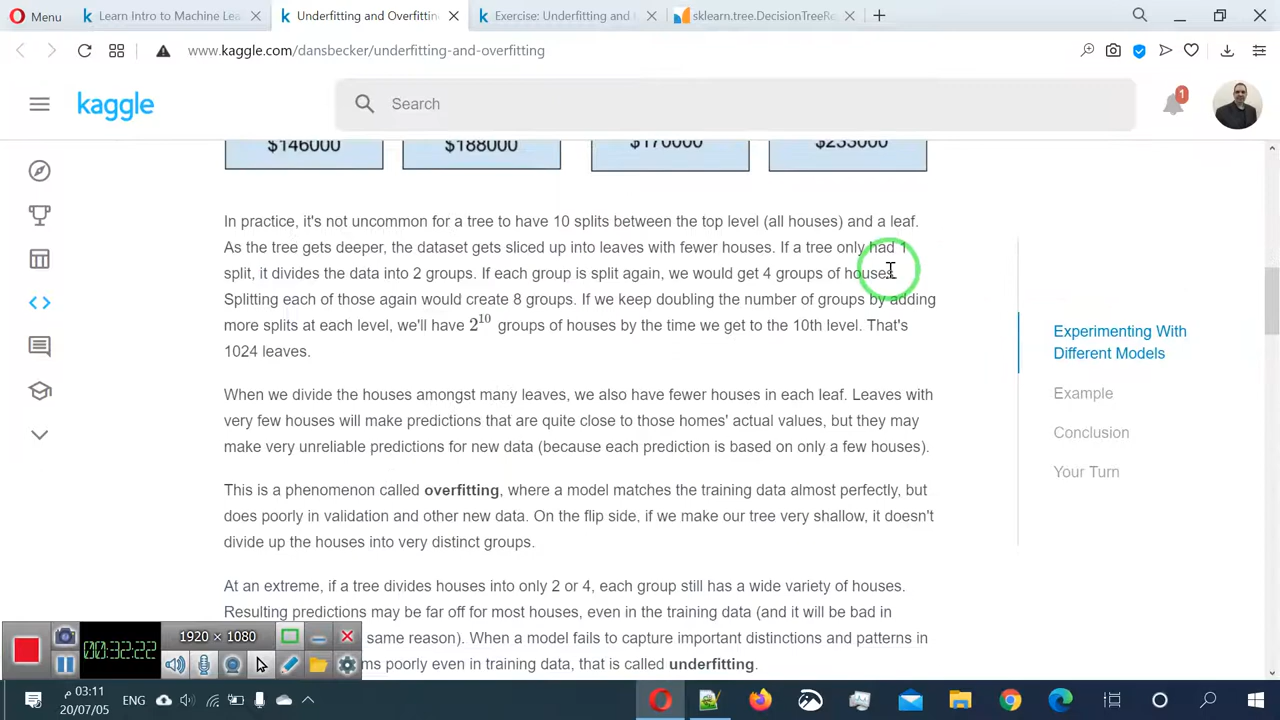 Menu
Learn Intro to Machine Lea
Underfitting and Overfittin
Exercise: Underfitting and
sklearn.tree.DecisionTreeRe
www.kaggle.com/dansbecker/underfitting-and-overfitting
kaggle
Search
1
$146000
$188000
$170000
$233000
In practice, it's not uncommon for a tree to have 10 splits between the top level (all houses) and a leaf.
As the tree gets deeper, the dataset gets sliced up into leaves with fewer houses. If a tree only had 1
split, it divides the data into 2 groups. If each group is split again, we would get 4 groups of houses.
Splitting each of those again would create 8 groups. If we keep doubling the number of groups by adding
more splits at each level, we'll have 2¹⁰ groups of houses by the time we get to the 10th level. That's
1024 leaves.
When we divide the houses amongst many leaves, we also have fewer houses in each leaf. Leaves with
very few houses will make predictions that are quite close to those homes' actual values, but they may
make very unreliable predictions for new data (because each prediction is based on only a few houses).
This is a phenomenon called overfitting, where a model matches the training data almost perfectly, but
does poorly in validation and other new data. On the flip side, if we make our tree very shallow, it doesn't
divide up the houses into very distinct groups.
At an extreme, if a tree divides houses into only 2 or 4, each group still has a wide variety of houses.
Resulting predictions may be far off for most houses, even in the training data (and it will be bad in
same reason). When a model fails to capture important distinctions and patterns in
ms poorly even in training data, that is called underfitting.
Experimenting With
Different Models
Example
Conclusion
Your Turn
00:32:22
1920 × 1080
03:11 م
20/07/05
ENG